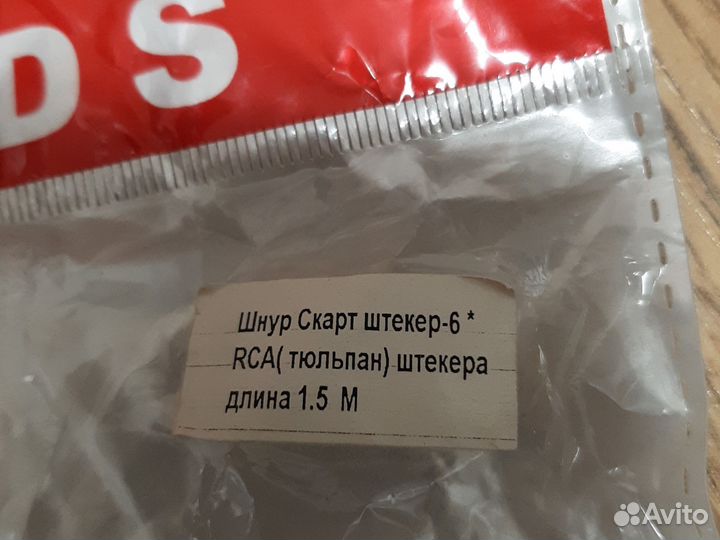 DS
Шнур Скарт штекер-6 *
RCA( тюльпан) штекера
длина 1.5 М
Avito